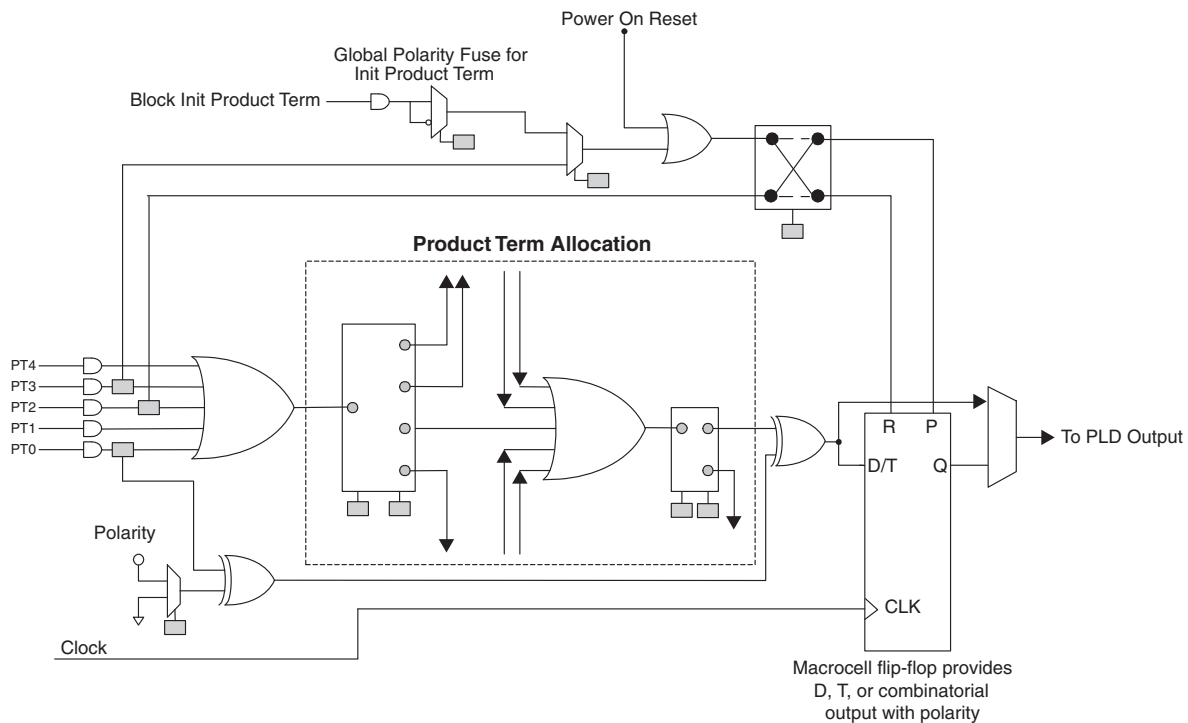 Power On Reset
Global Polarity Fuse for
Init Product Term
Block Init Product Term
Product Term Allocation
PT4
PT3
PT2
PT1
PT0
R
P
D/T
Q
To PLD Output
Polarity
CLK
Clock
Macrocell flip-flop provides
D, T, or combinatorial
output with polarity